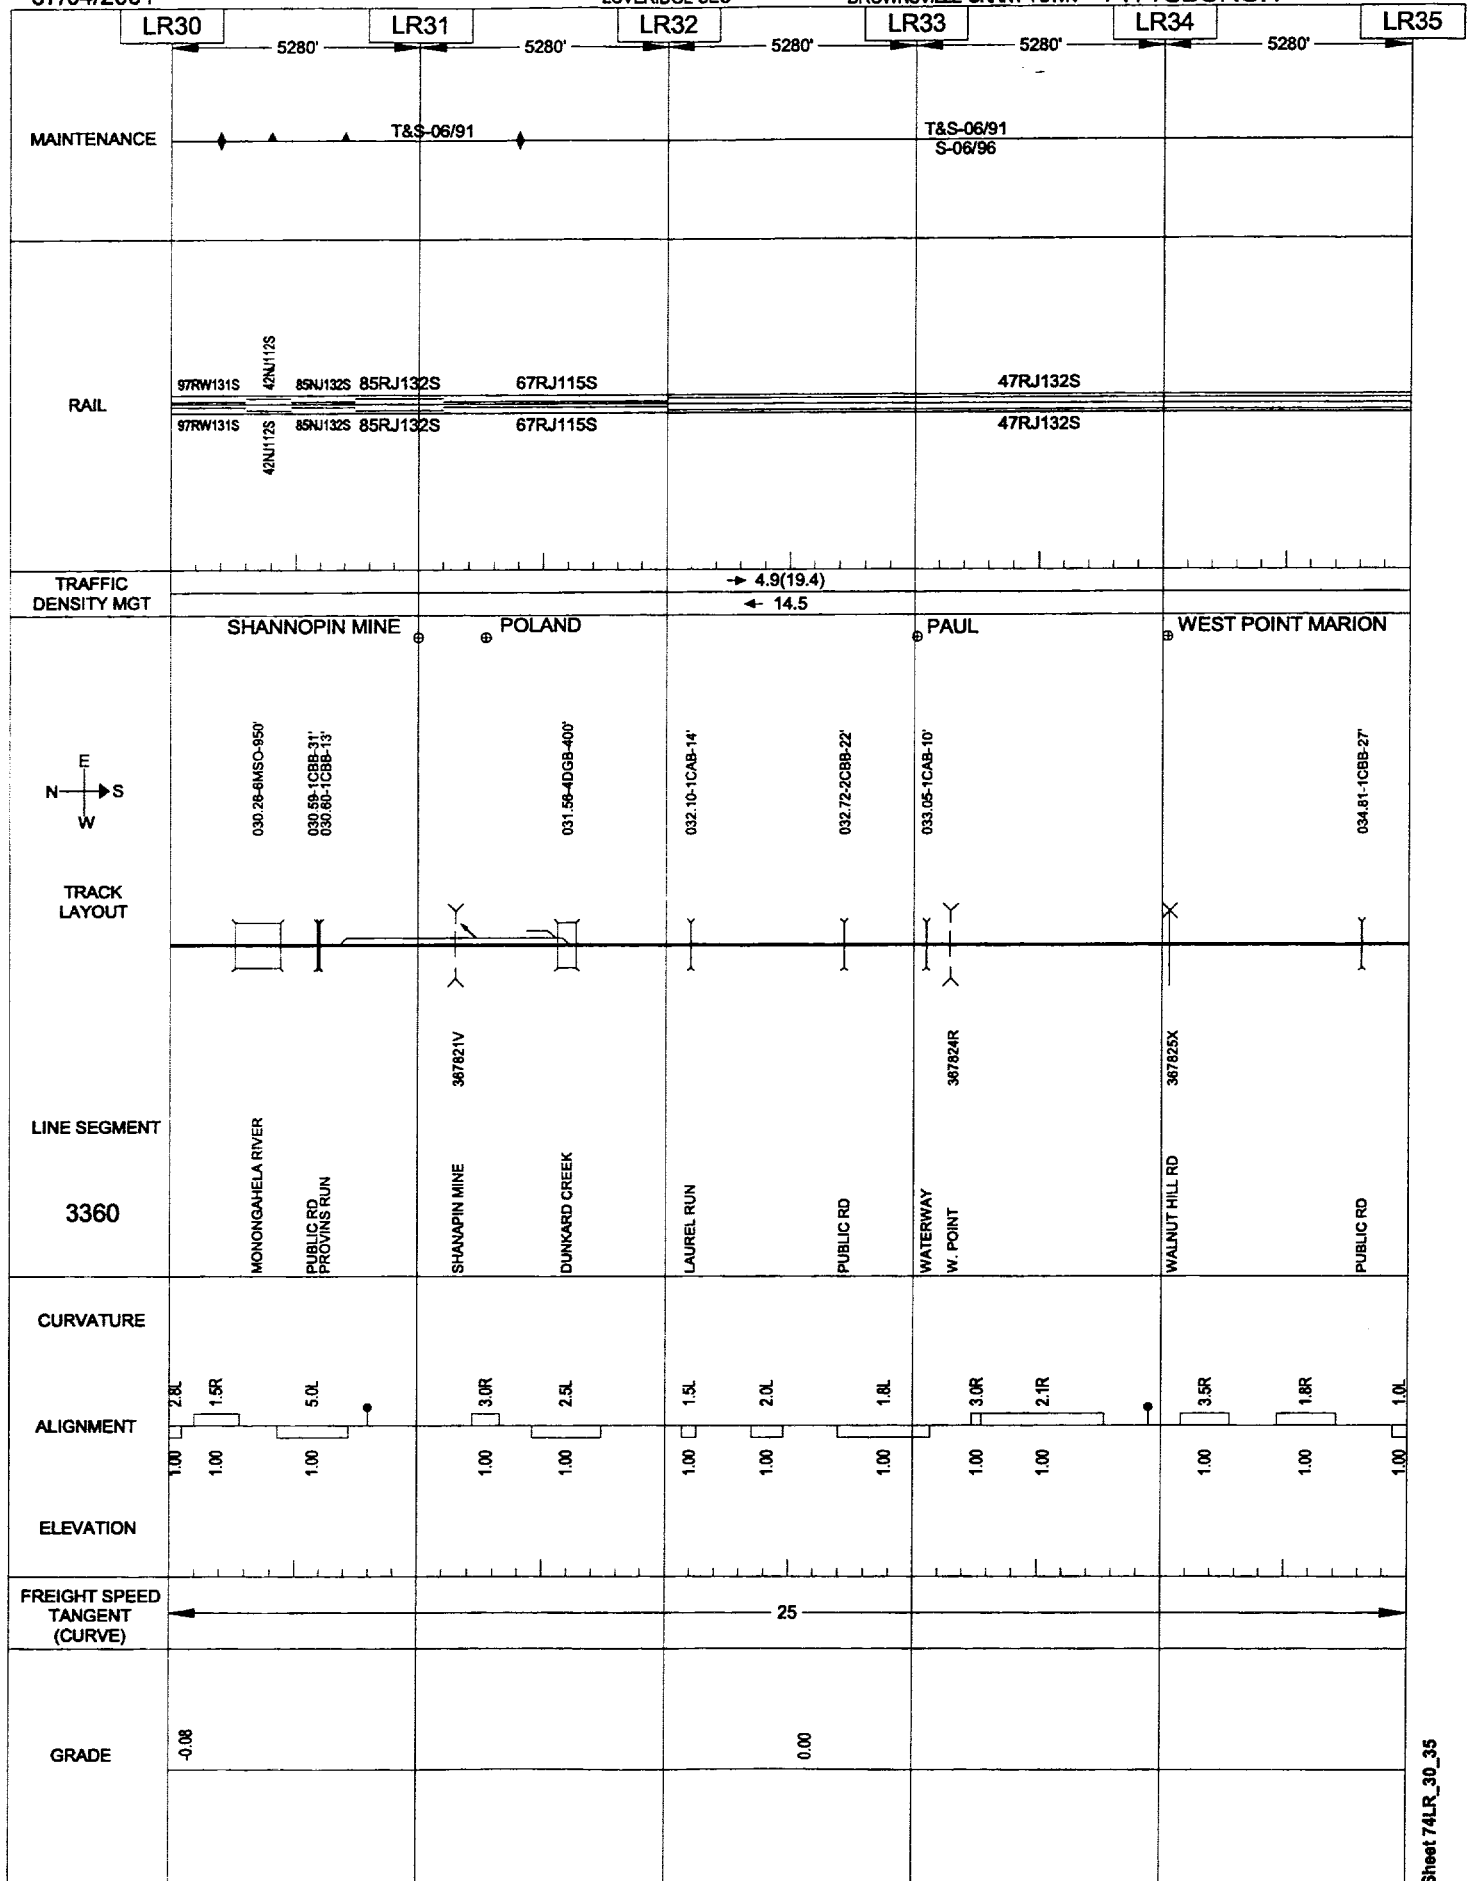 LR30 LR31 LR32 LR33 LR34 LR35
5280' 5280' 5280' 5280' 5280'
MAINTENANCE
T&S-06/91
T&S-06/91
S-06/96
RAIL
97RW131S 42NJ112S 85NJ132S 85RJ132S 67RJ115S 47RJ132S
97RW131S 42NJ112S 85NJ132S 85RJ132S 67RJ115S 47RJ132S
TRAFFIC
DENSITY MGT
4.9(19.4)
14.5
SHANNOPIN MINE POLAND PAUL WEST POINT MARION
E
N S
W
030.26-6MSO-950'
030.59-1CBB-31'
030.60-1CBB-13'
031.56-4DGB-400'
032.10-1CAB-14'
032.72-2CBB-22'
033.05-1CAB-10'
034.81-1CBB-27'
TRACK
LAYOUT
367821V
367824R
367825X
LINE SEGMENT
3360
MONONGAHELA RIVER
PUBLIC RD
PROVINS RUN
SHANAPIN MINE
DUNKARD CREEK
LAUREL RUN
PUBLIC RD
WATERWAY
W. POINT
WALNUT HILL RD
PUBLIC RD
CURVATURE
2.8L 1.5R 5.0L 3.0R 2.5L 1.5L 2.0L 1.8L 3.0R 2.1R 3.5R 1.8R 1.0L
ALIGNMENT
1.00 1.00 1.00 1.00 1.00 1.00 1.00 1.00 1.00 1.00 1.00 1.00 1.00
ELEVATION
FREIGHT SPEED
TANGENT
(CURVE)
25
GRADE
-0.08
0.00
Sheet 74LR_30_35